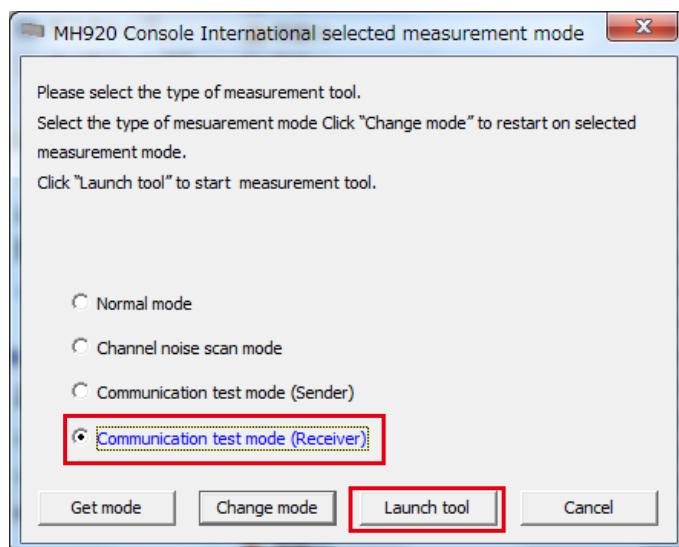 MH920 Console International selected measurement mode
Please select the type of measurement tool.
Select the type of mesuarement mode Click "Change mode" to restart on selected
measurement mode.
Click "Launch tool" to start measurement tool.
Normal mode
Channel noise scan mode
Communication test mode (Sender)
Communication test mode (Receiver)
Get mode Change mode Launch tool Cancel